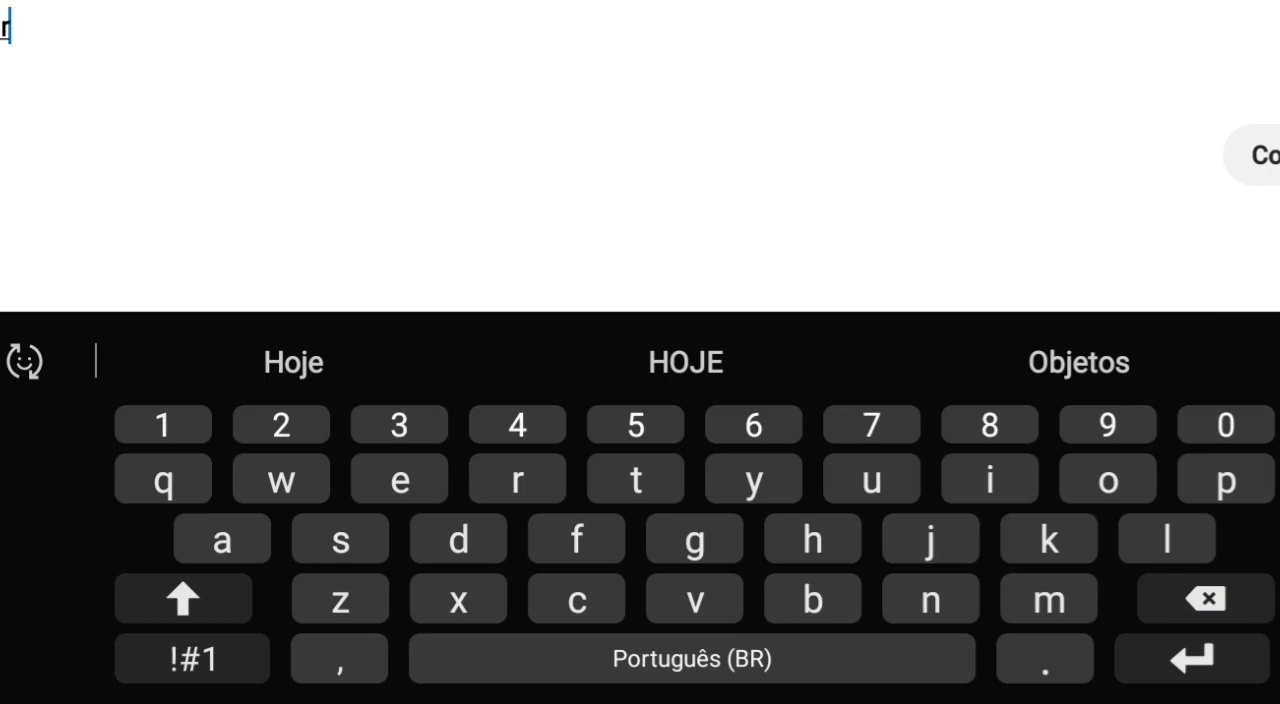 r
Co
Hoje HOJE Objetos
1 2 3 4 5 6 7 8 9 0
q w e r t y u i o p
a s d f g h j k l
z x c v b n m
!#1 , Português (BR) .